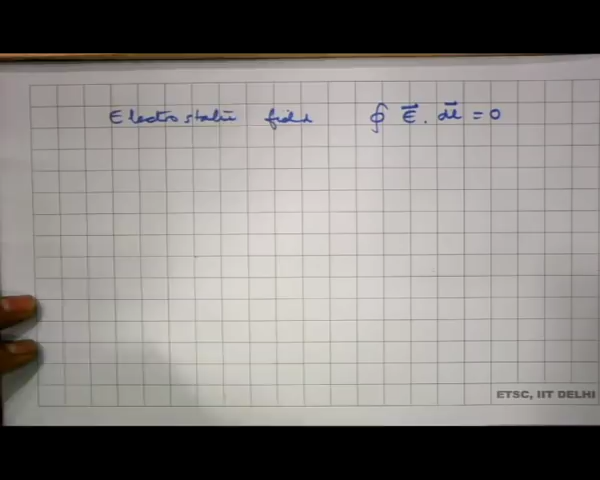 Electrostatic field ∮ E⃗ . dl⃗ = 0
ETSC, IIT DELHI